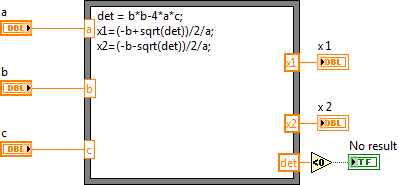 a
DBL
a
det = b*b-4*a*c;
x1=(-b+sqrt(det))/2/a;
x2=(-b-sqrt(det))/2/a;
x 1
x1
DBL
b
DBL
b
x 2
x2
DBL
c
DBL
c
det
<0
No result
TF